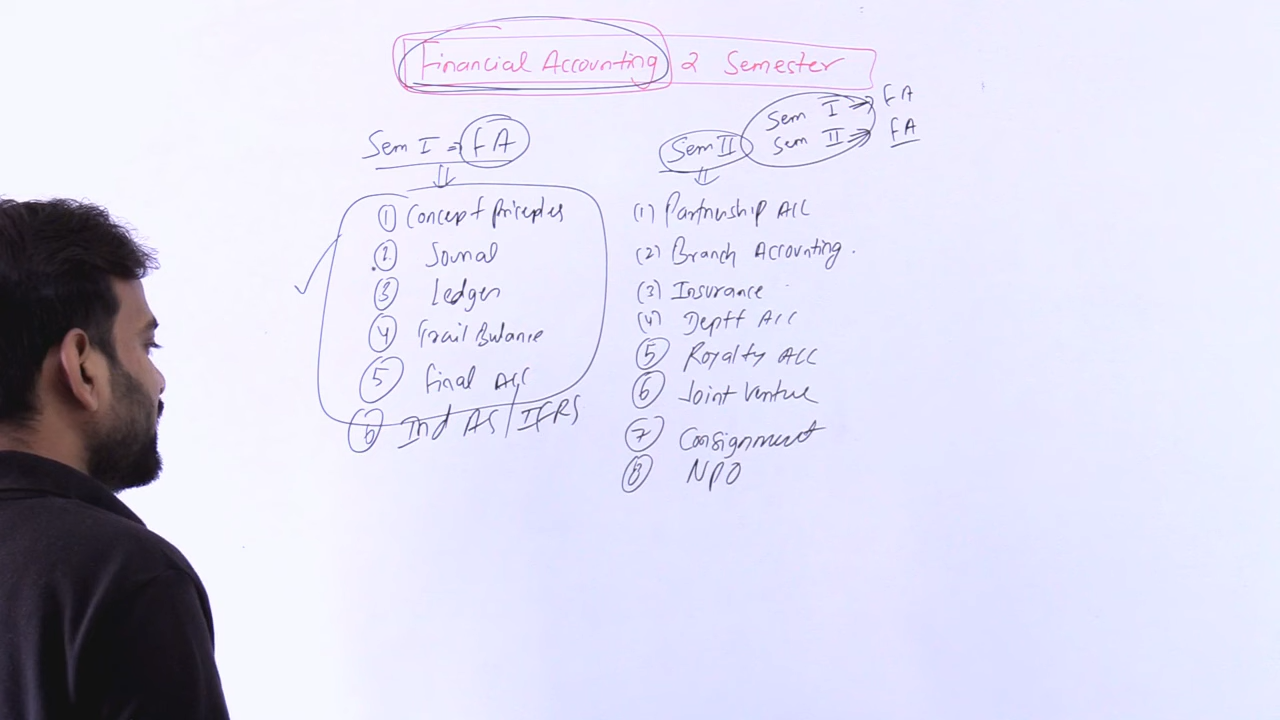 Financial Accounting 2 Semester
Sem I → FA
① Concept & Priceples
② Journal
③ Ledger
④ Trail Balance
⑤ Final A/C
⑥ Ind AS / IFRS
Sem II
Sem I → FA
Sem II → FA
(1) Partnership A/C
(2) Branch Accounting.
(3) Insurance
(4) Deptt A/C
⑤ Royalty A/C
⑥ Joint Venture
⑦ Consignment
⑧ NPO